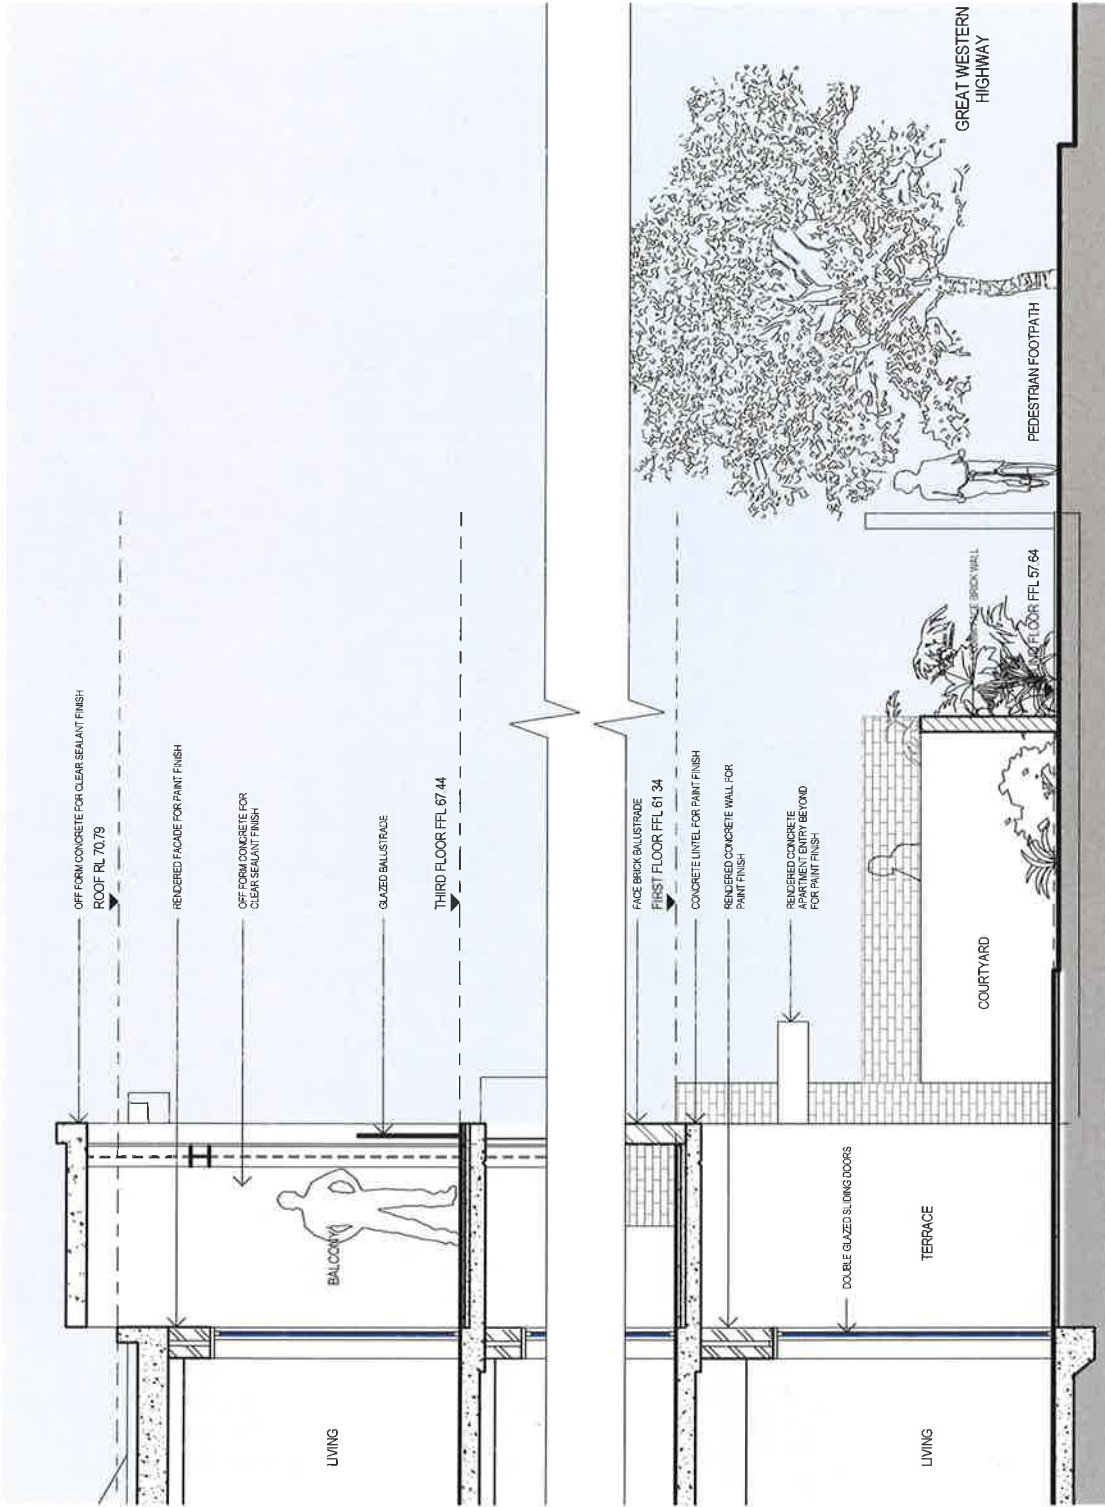 OFF FORM CONCRETE FOR CLEAR SEALANT FINISH
ROOF RL 70.79
RENDERED FACADE FOR PAINT FINISH
OFF FORM CONCRETE FOR
CLEAR SEALANT FINISH
GLAZED BALUSTRADE
THIRD FLOOR FFL 67.44
BALCONY
LIVING
FACE BRICK BALUSTRADE
FIRST FLOOR FFL 61.34
CONCRETE LINTEL FOR PAINT FINISH
RENDERED CONCRETE WALL FOR
PAINT FINISH
RENDERED CONCRETE
APARTMENT ENTRY BEYOND
FOR PAINT FINISH
DOUBLE GLAZED SLIDING DOORS
LIVING
TERRACE
COURTYARD
BRICK WALL
FLOOR FFL 57.64
PEDESTRIAN FOOTPATH
GREAT WESTERN
HIGHWAY